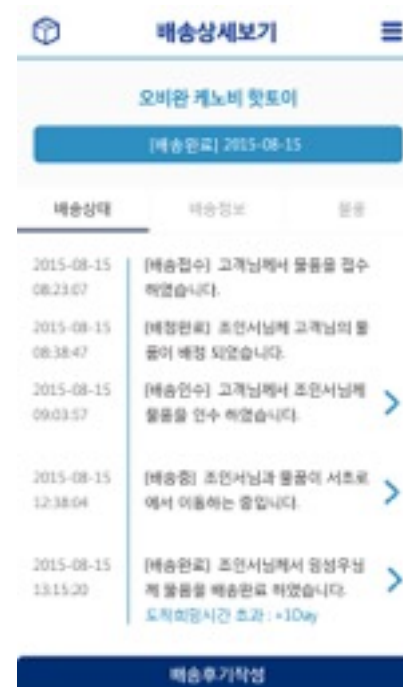 배송상세보기
오비완 케노비 핫토이
[배송완료] 2015-08-15
배송상태 배송정보 물품
2015-08-15 [배송접수] 고객님께서 물품을 접수
08:23:07 하였습니다.
2015-08-15 [배정완료] 조인서님께 고객님의 물
08:38:47 품이 배정 되었습니다.
2015-08-15 [배송인수] 고객님께서 조인서님께
09:03:57 물품을 인수 하였습니다.
2015-08-15 [배송중] 조인서님과 물품이 서초로
12:38:04 에서 이동하는 중입니다.
2015-08-15 [배송완료] 조인서님께서 임성우님
13:15:20 께 물품을 배송완료 하였습니다.
도착희망시간 초과 : +1Day
배송후기작성